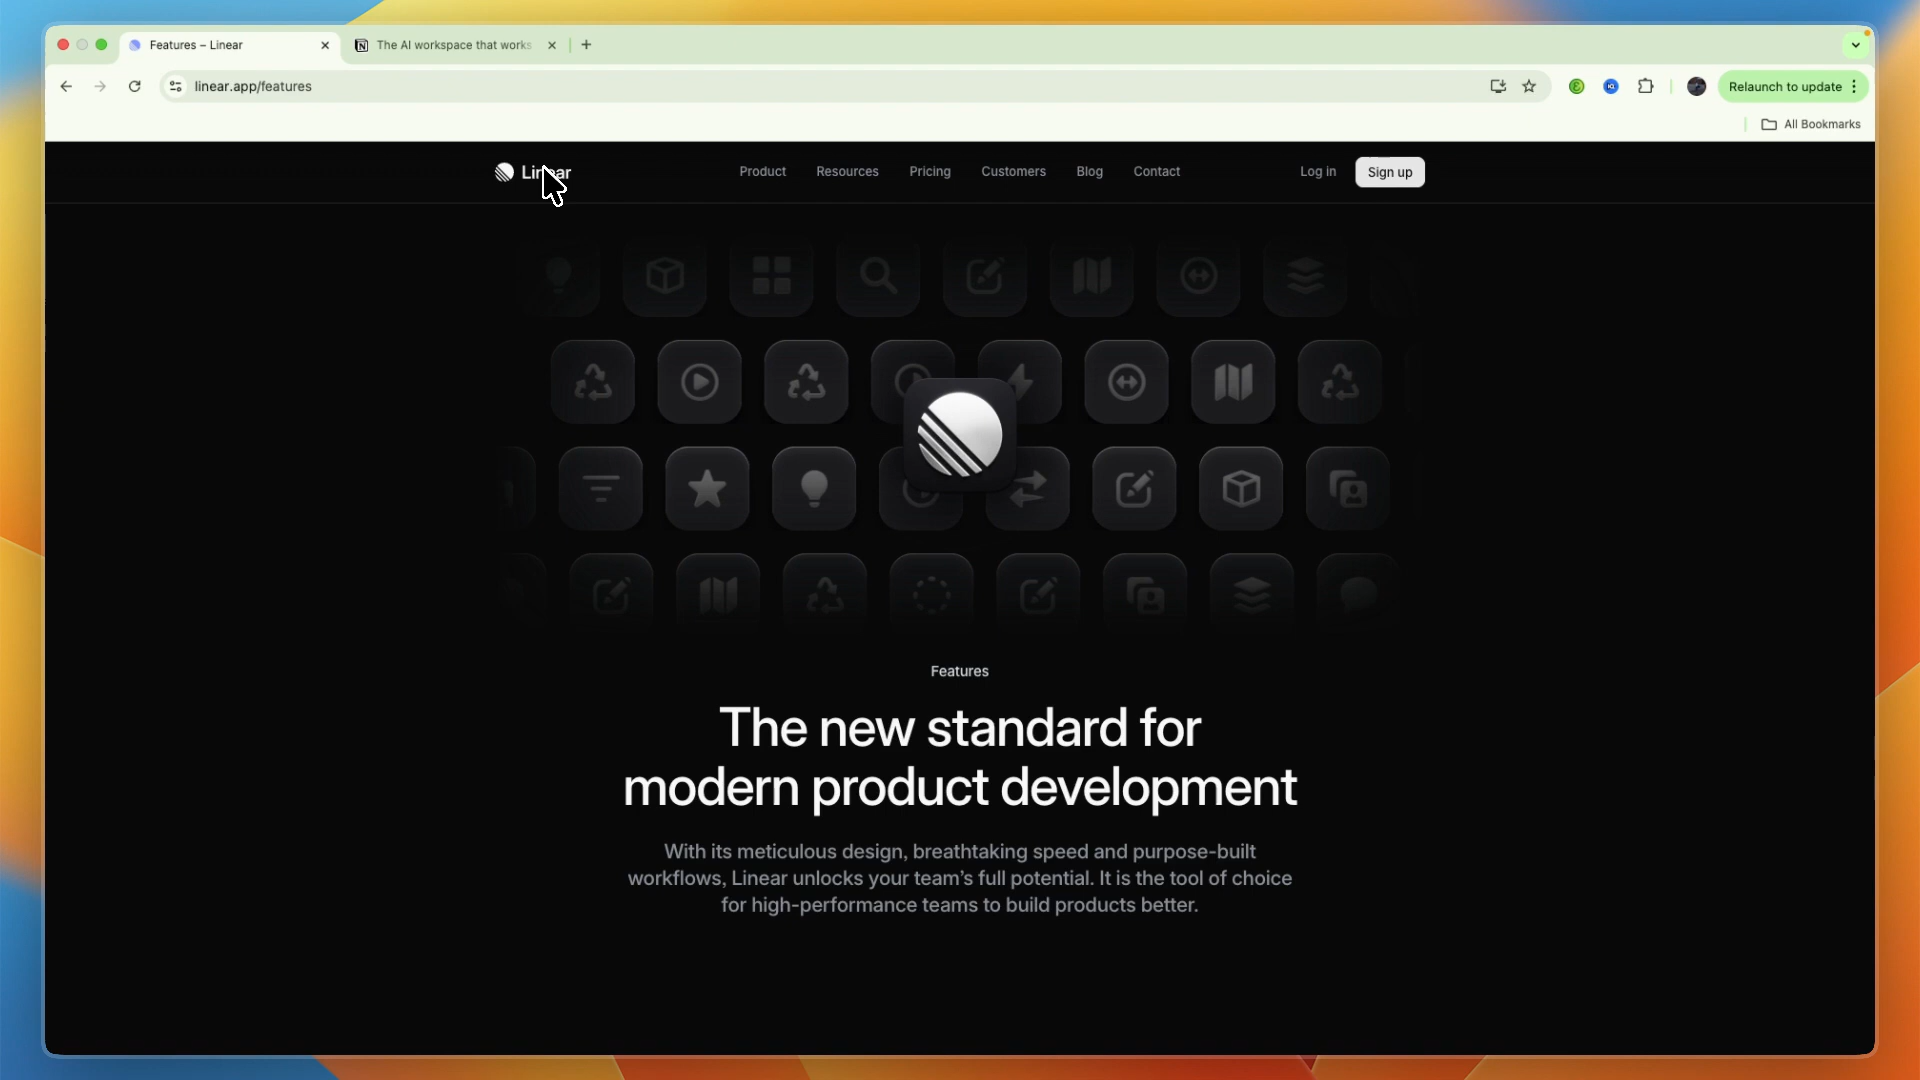 Features – Linear
The AI workspace that works
linear.app/features
Relaunch to update
All Bookmarks
Linear
Product
Resources
Pricing
Customers
Blog
Contact
Log in
Sign up
Features
The new standard for
modern product development
With its meticulous design, breathtaking speed and purpose-built
workflows, Linear unlocks your team’s full potential. It is the tool of choice
for high-performance teams to build products better.